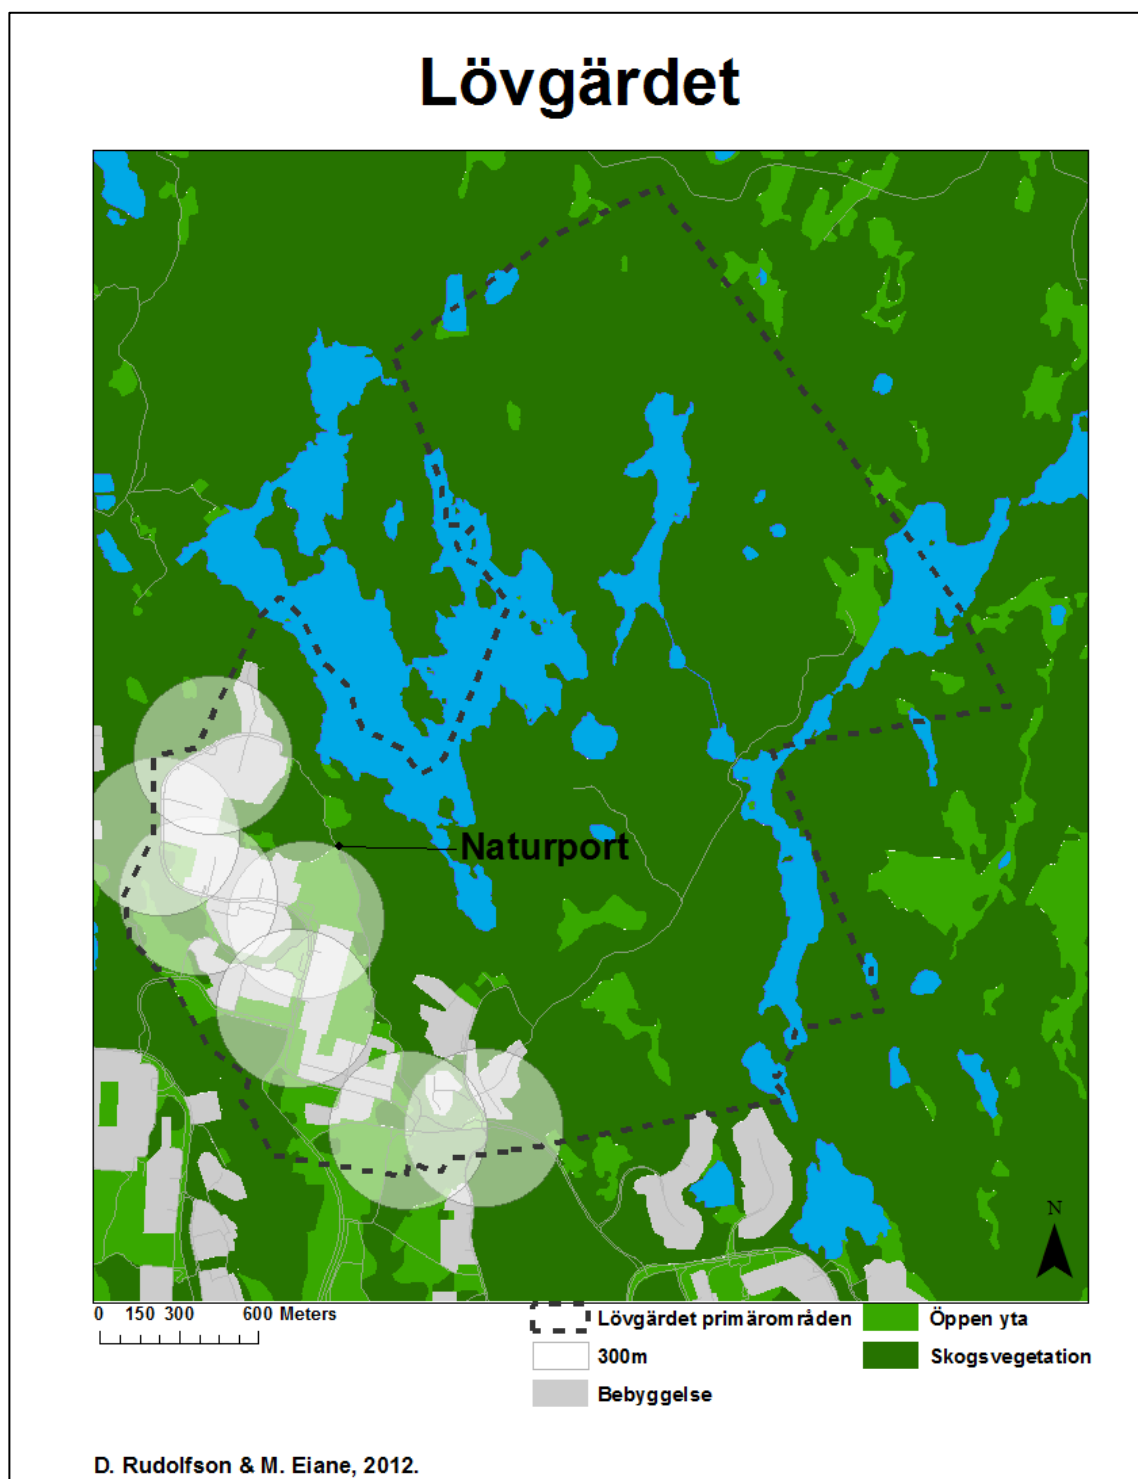 Lövgärdet
Naturport
N
0 150 300 600 Meters
Lövgärdet primärområden
300m
Bebyggelse
Öppen yta
Skogsvegetation
D. Rudolfson & M. Eiane, 2012.